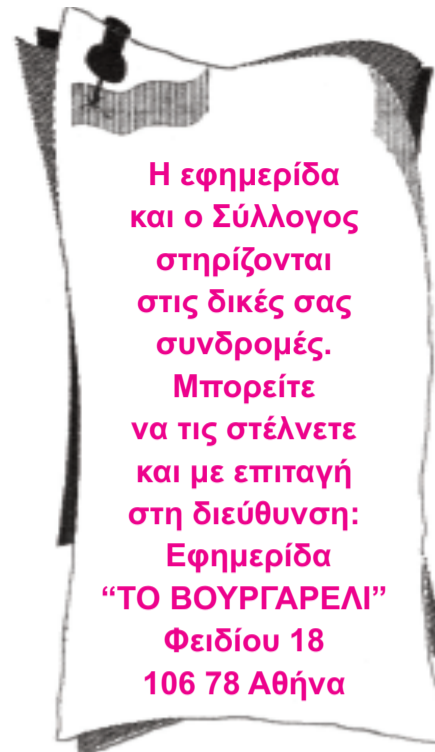 Η εφημερίδα
και ο Σύλλογος
στηρίζονται
στις δικές σας
συνδρομές.
Μπορείτε
να τις στέλνετε
και με επιταγή
στη διεύθυνση:
Εφημερίδα
“ΤΟ ΒΟΥΡΓΑΡΕΛΙ”
Φειδίου 18
106 78 Αθήνα